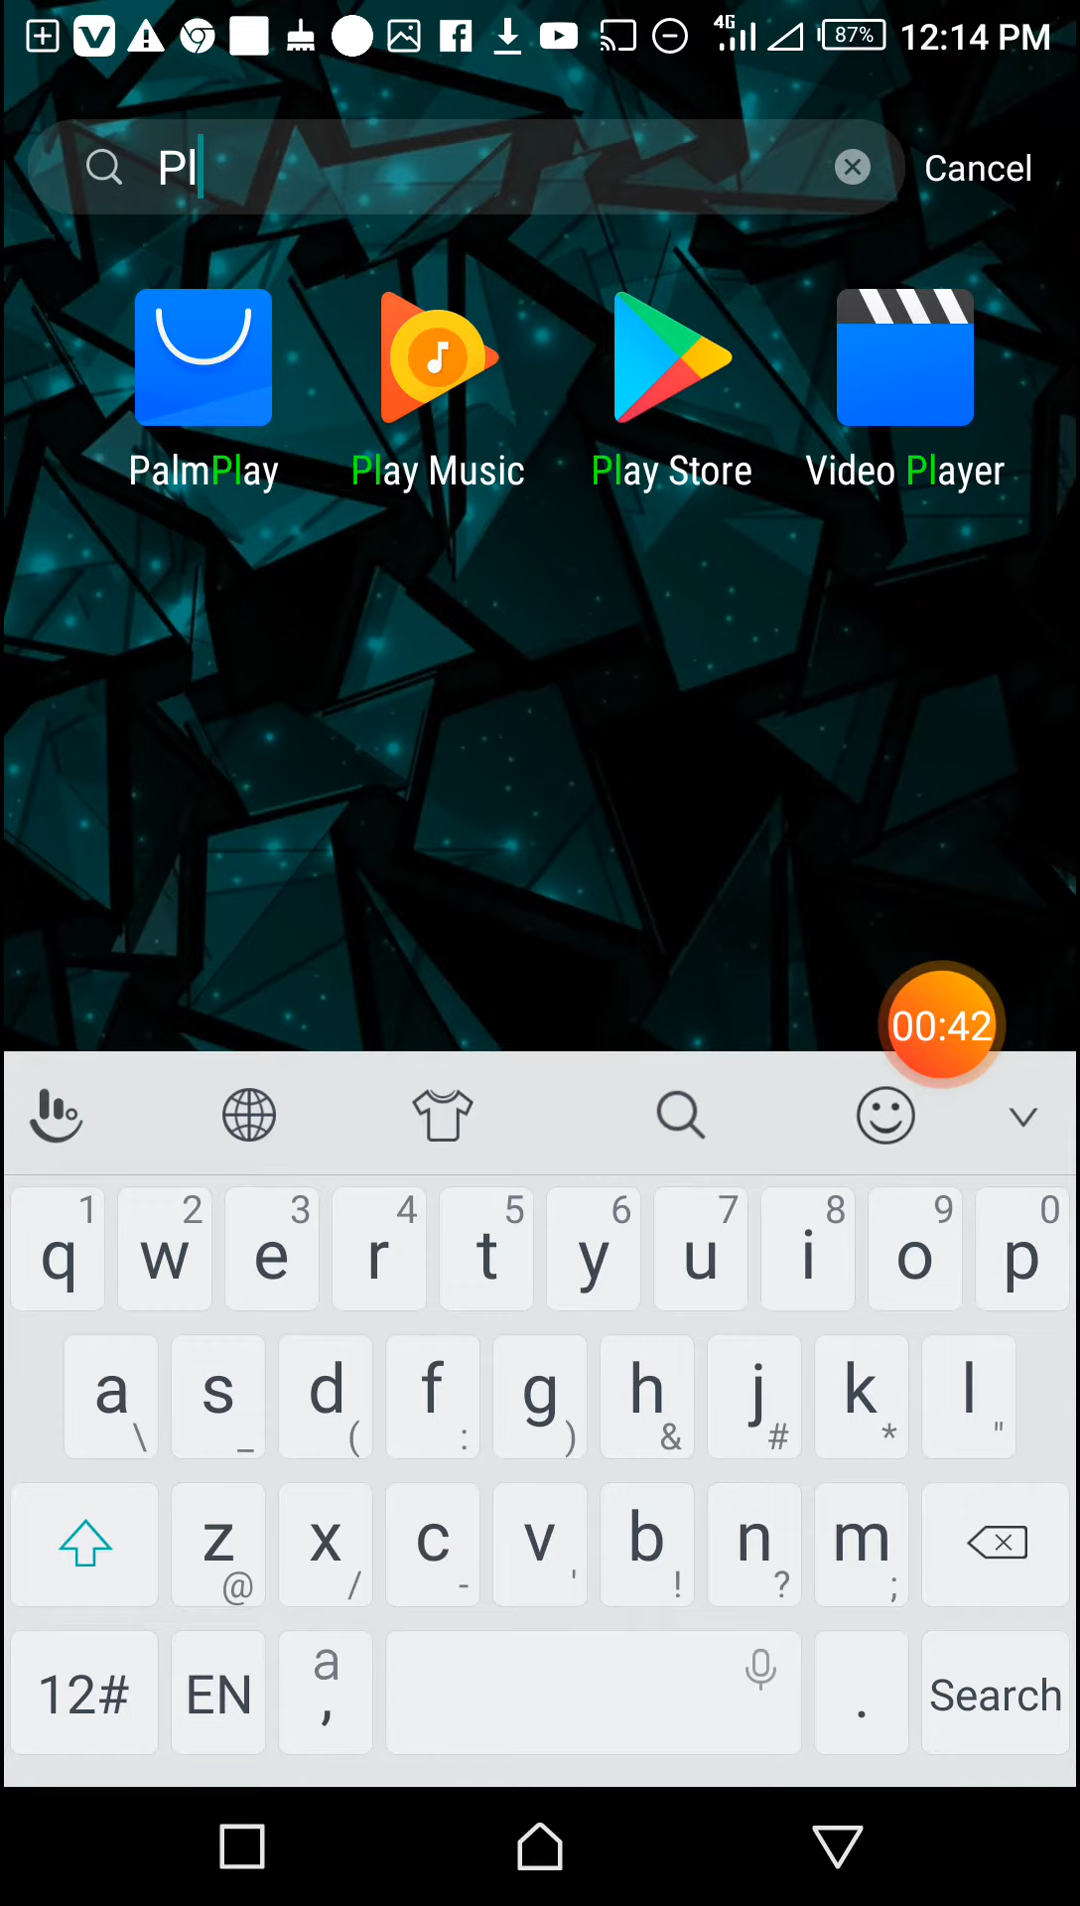 4G 87% 12:14 PM
Pl Cancel
PalmPlay Play Music Play Store Video Player
00:42
1 2 3 4 5 6 7 8 9 0
q w e r t y u i o p
a s d f g h j k l
\ _ ( : ) & # * "
z x c v b n m
@ / - ' ! ? ;
12# EN a , . Search